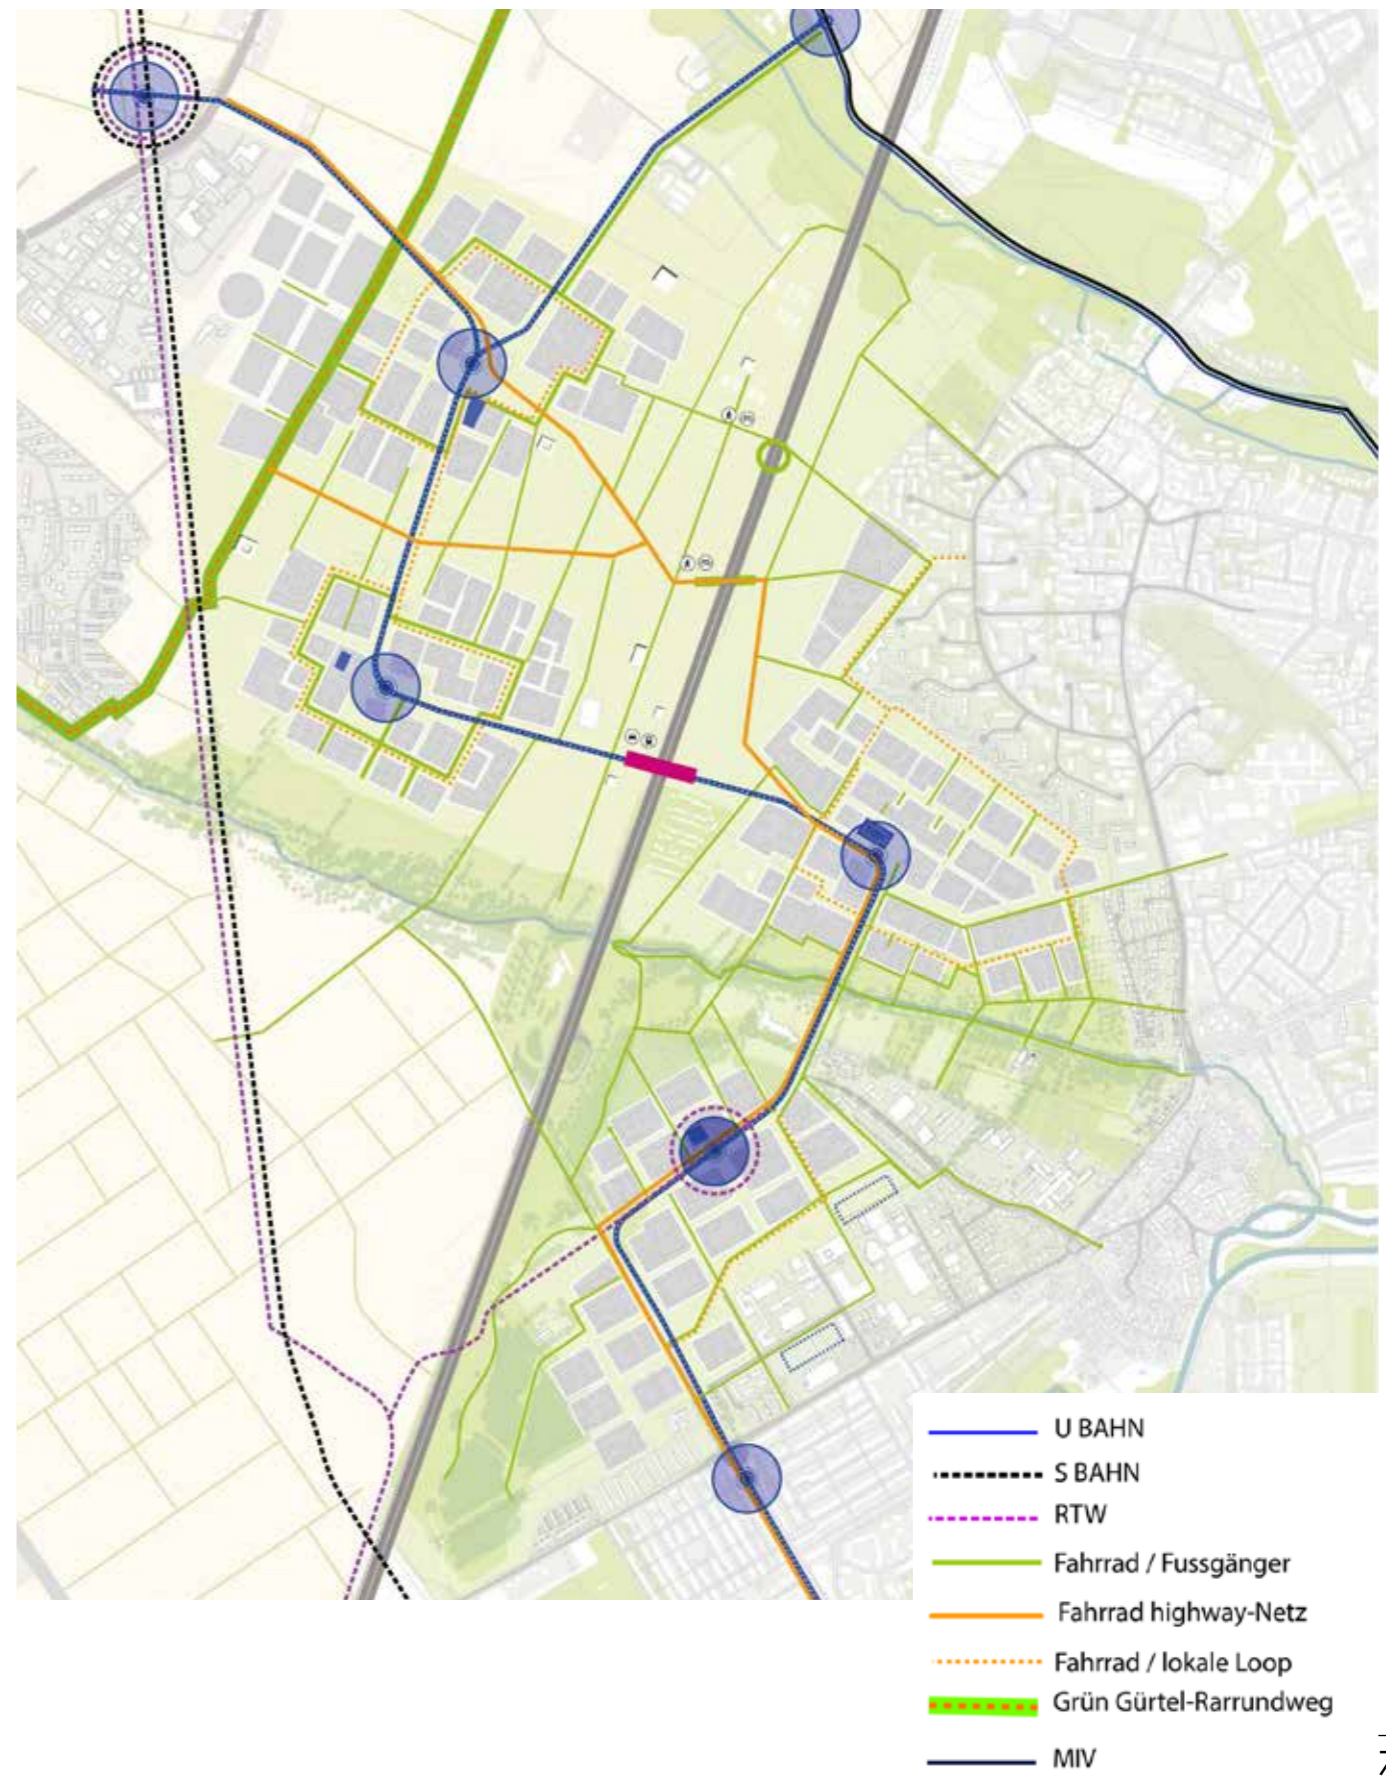 U BAHN
S BAHN
RTW
Fahrrad / Fussgänger
Fahrrad highway-Netz
Fahrrad / lokale Loop
Grün Gürtel-Rarrundweg
MIV